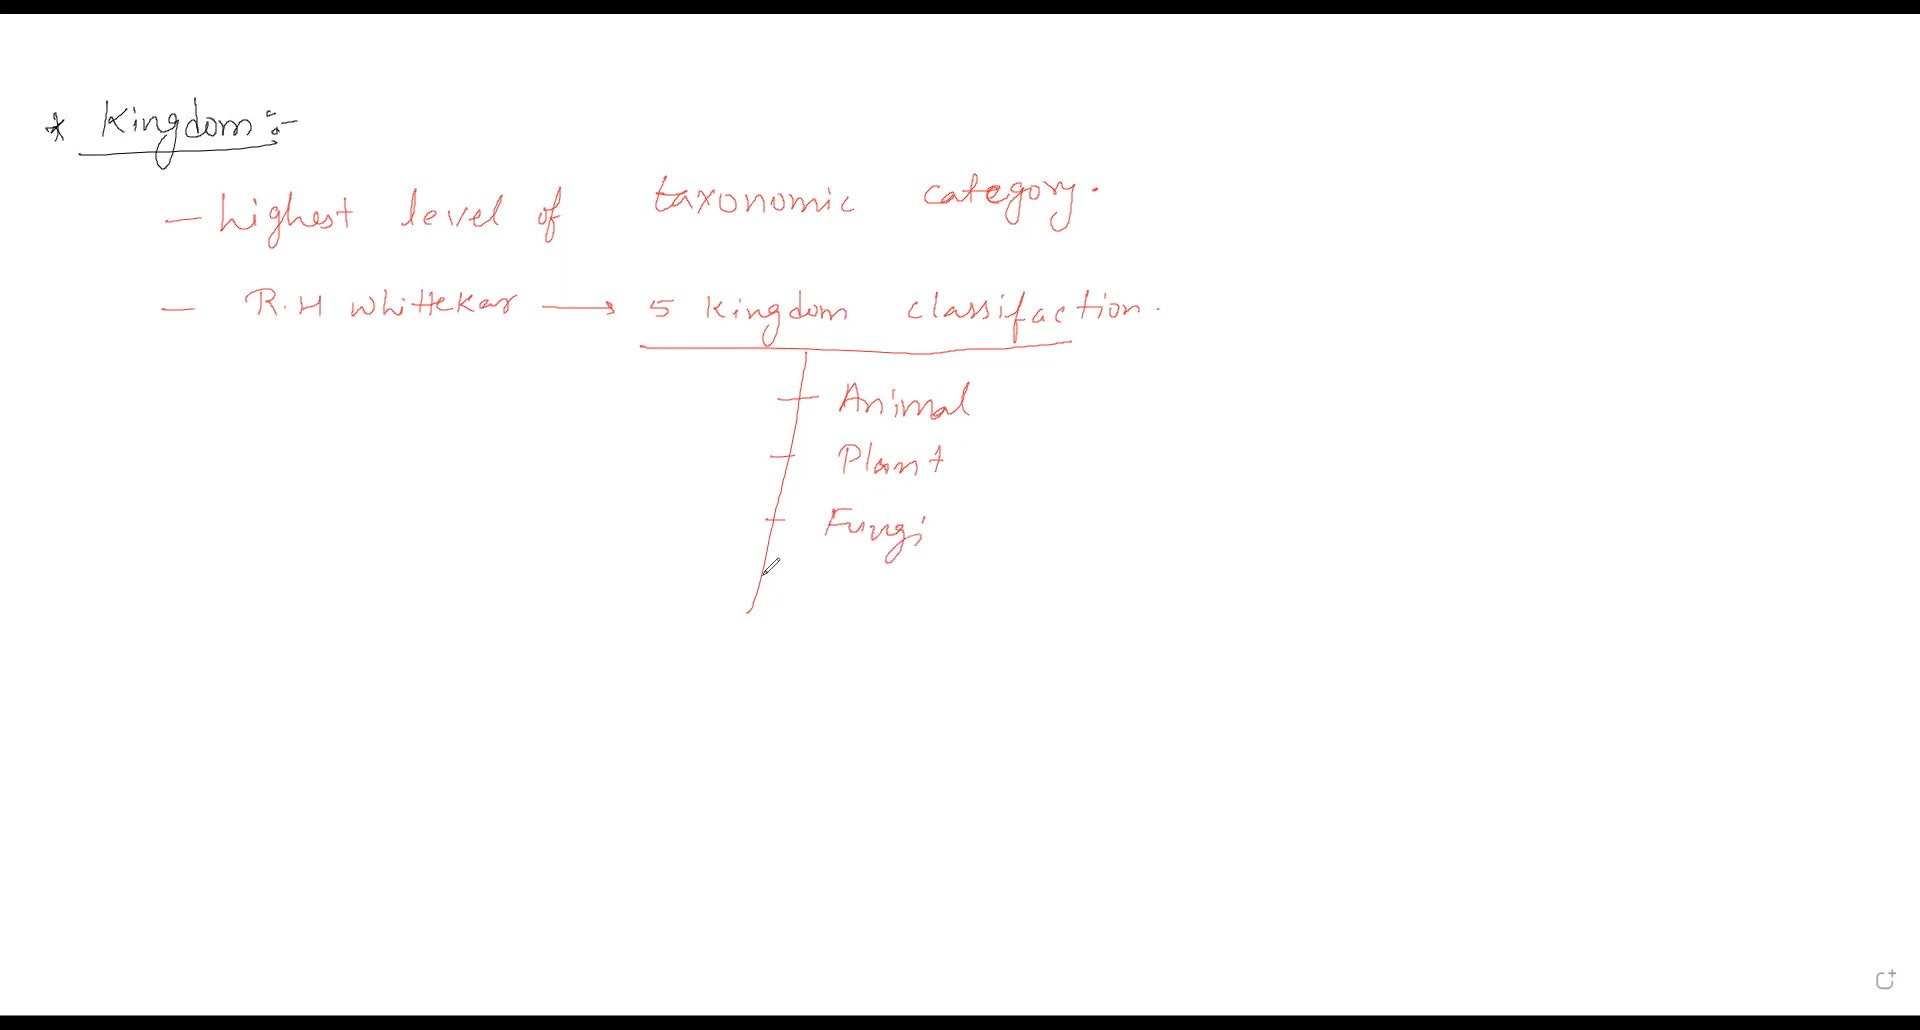 * Kingdom :-
- highest level of taxonomic category.
- R.H Whittekar → 5 Kingdom classifaction.
Animal
Plant
Fungi